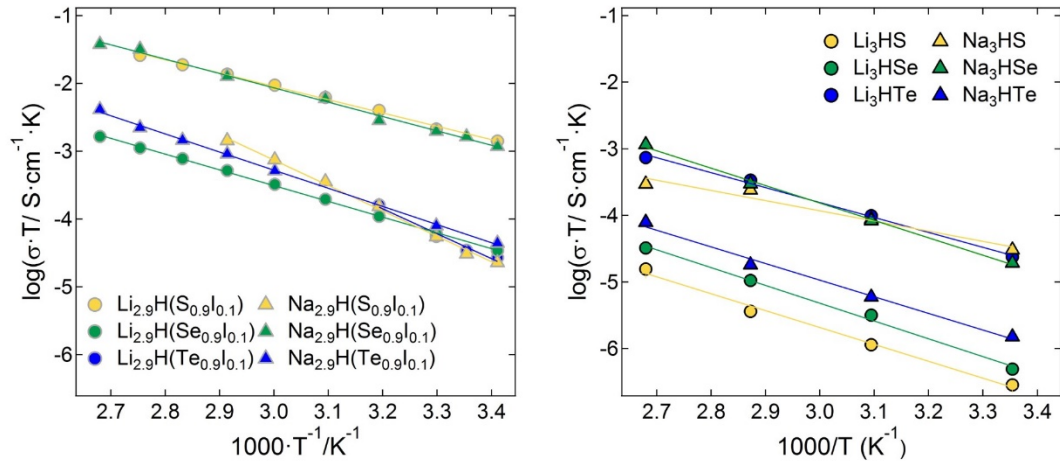 -1
-2
-3
-4
-5
-6
log(σ·T/ S·cm⁻¹·K)
Li₂.₉H(S₀.₉I₀.₁) Na₂.₉H(S₀.₉I₀.₁)
Li₂.₉H(Se₀.₉I₀.₁) Na₂.₉H(Se₀.₉I₀.₁)
Li₂.₉H(Te₀.₉I₀.₁) Na₂.₉H(Te₀.₉I₀.₁)
2.7 2.8 2.9 3.0 3.1 3.2 3.3 3.4
1000·T⁻¹/K⁻¹
-1
-2
-3
-4
-5
-6
log(σ·T/ S·cm⁻¹·K)
Li₃HS Na₃HS
Li₃HSe Na₃HSe
Li₃HTe Na₃HTe
2.7 2.8 2.9 3.0 3.1 3.2 3.3 3.4
1000/T (K⁻¹)